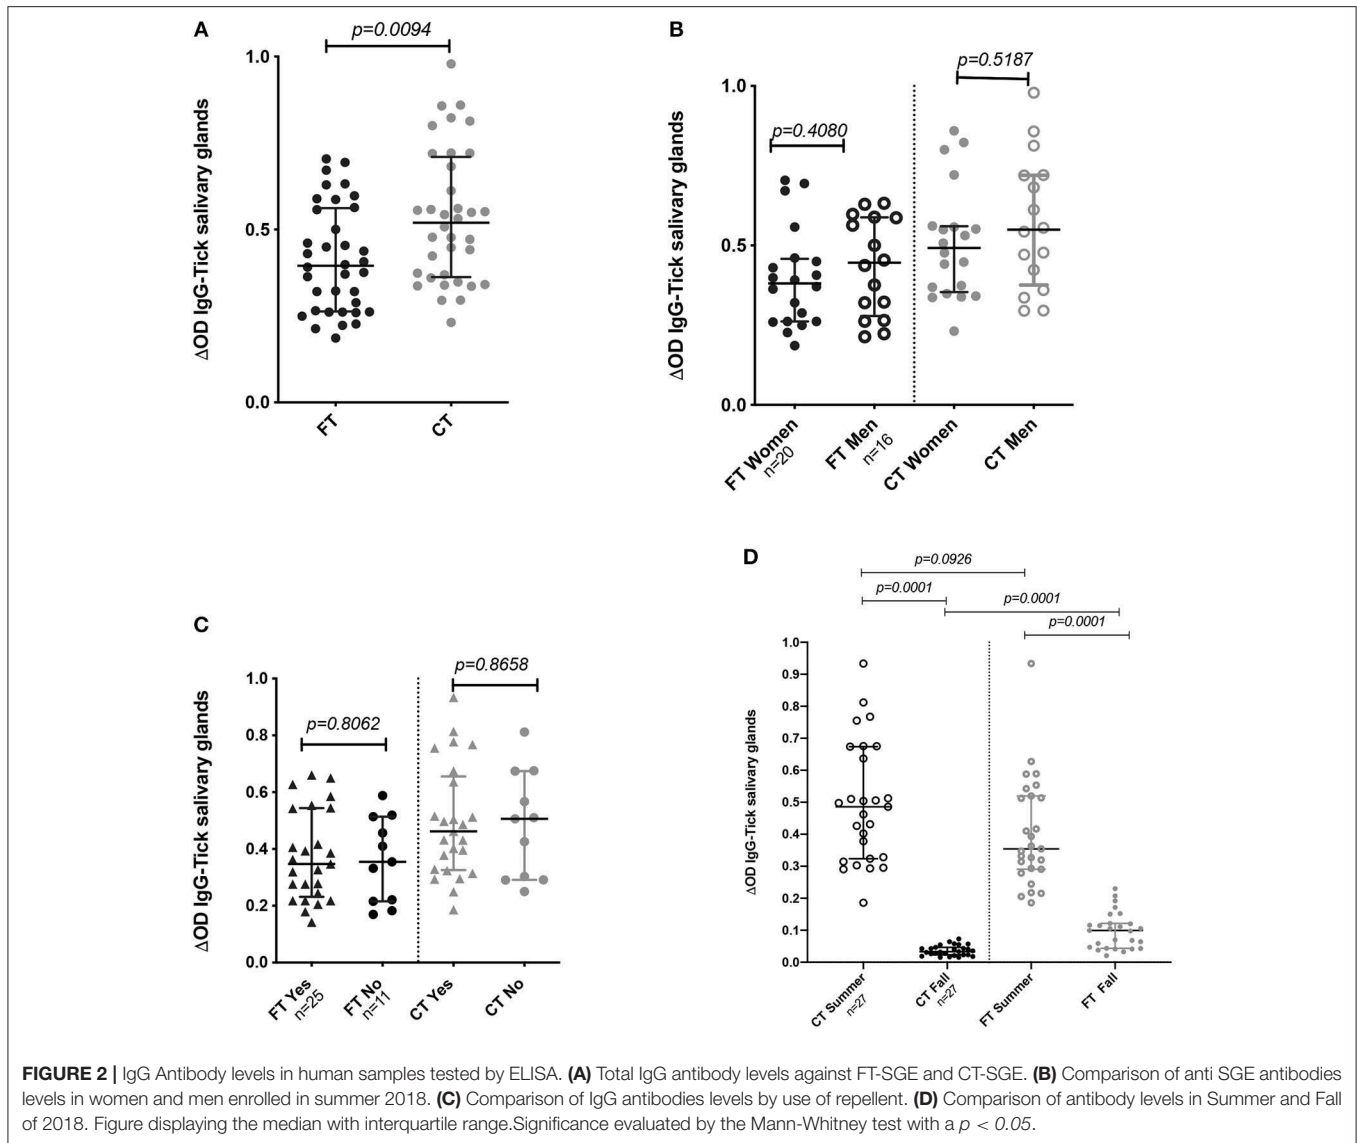 A
p=0.0094
ΔOD IgG-Tick salivary glands
1.0
0.5
0.0
FT
CT
B
p=0.5187
p=0.4080
ΔOD IgG-Tick salivary glands
1.0
0.5
0.0
FT Women
n=20
FT Men
n=16
CT Women
CT Men
C
p=0.8658
p=0.8062
ΔOD IgG-Tick salivary glands
1.0
0.8
0.6
0.4
0.2
0.0
FT Yes
n=25
FT No
n=11
CT Yes
CT No
D
p=0.0926
p=0.0001
p=0.0001
p=0.0001
ΔOD IgG-Tick salivary glands
1.0
0.9
0.8
0.7
0.6
0.5
0.4
0.3
0.2
0.1
0.0
CT Summer
n=27
CT Fall
n=27
FT Summer
FT Fall
FIGURE 2 | IgG Antibody levels in human samples tested by ELISA. (A) Total IgG antibody levels against FT-SGE and CT-SGE. (B) Comparison of anti SGE antibodies
levels in women and men enrolled in summer 2018. (C) Comparison of IgG antibodies levels by use of repellent. (D) Comparison of antibody levels in Summer and Fall
of 2018. Figure displaying the median with interquartile range.Significance evaluated by the Mann-Whitney test with a p < 0.05.